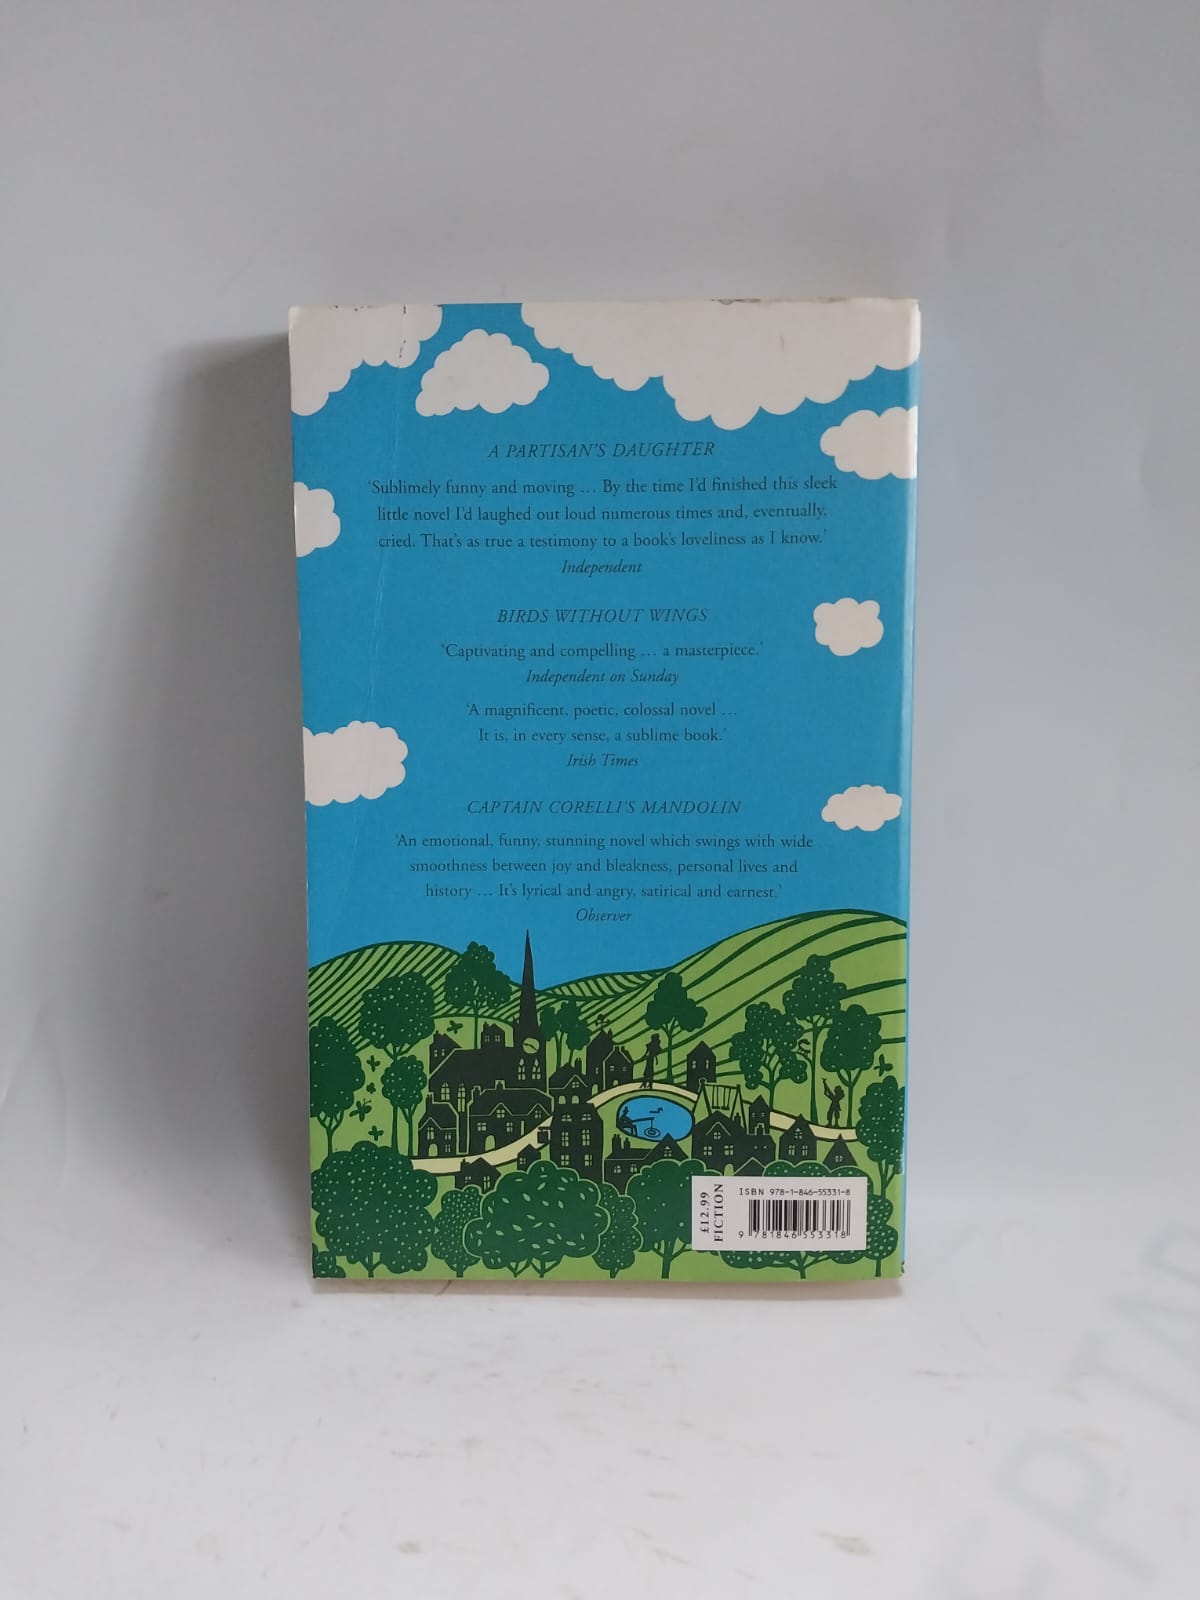 A PARTISAN'S DAUGHTER
'Sublimely funny and moving … By the time I'd finished this sleek
little novel I'd laughed out loud numerous times and, eventually,
cried. That's as true a testimony to a book's loveliness as I know.'
Independent
BIRDS WITHOUT WINGS
'Captivating and compelling … a masterpiece.'
Independent on Sunday
'A magnificent, poetic, colossal novel …
It is, in every sense, a sublime book.'
Irish Times
CAPTAIN CORELLI'S MANDOLIN
'An emotional, funny, stunning novel which swings with wide
smoothness between joy and bleakness, personal lives and
history … It's lyrical and angry, satirical and earnest.'
Observer
£12.99
FICTION
ISBN 978-1-846-55331-8
9 781846 553318